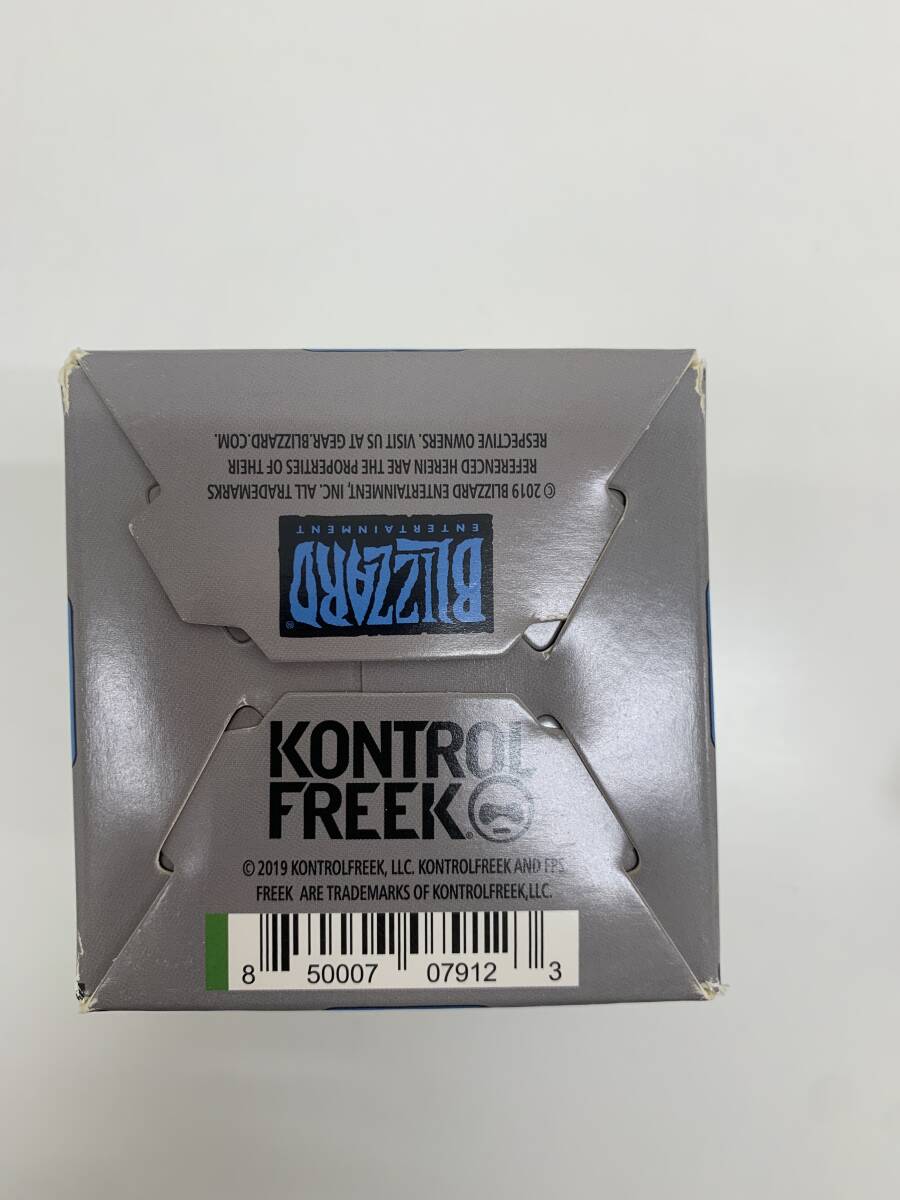 BLIZZARD®
ENTERTAINMENT
© 2019 BLIZZARD ENTERTAINMENT, INC. ALL TRADEMARKS
REFERENCED HEREIN ARE THE PROPERTIES OF THEIR
RESPECTIVE OWNERS. VISIT US AT GEAR.BLIZZARD.COM.
KONTROL
FREEK®
© 2019 KONTROLFREEK, LLC. KONTROLFREEK AND FPS
FREEK ARE TRADEMARKS OF KONTROLFREEK,LLC.
8 50007 07912 3